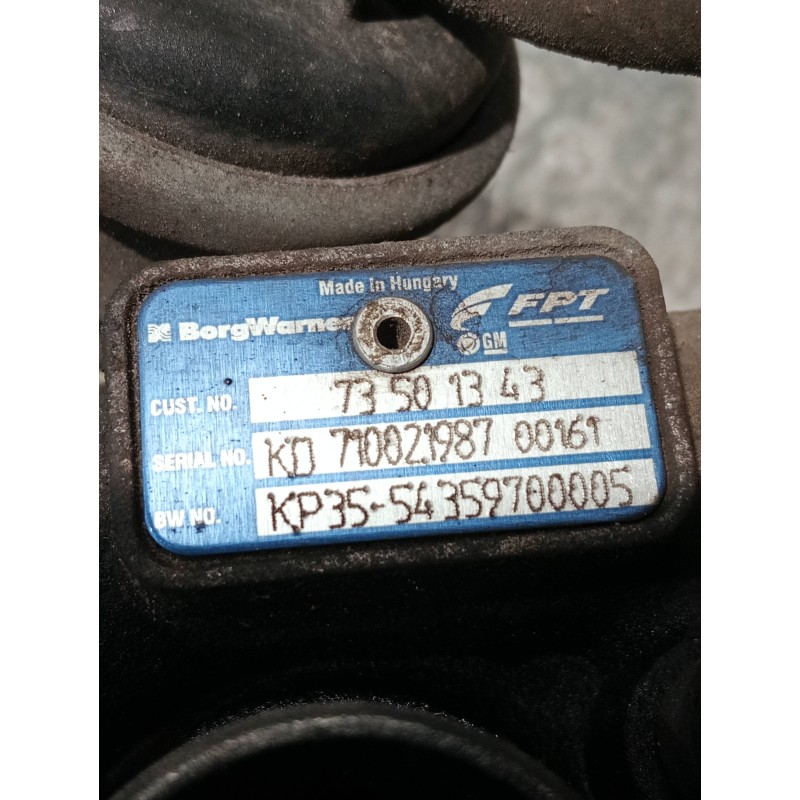 Made in Hungary
BorgWarne
FPT
GM
CUST. NO. 73 50 13 43
SERIAL NO. KD 710021987 00161
BW NO. KP35-54359700005